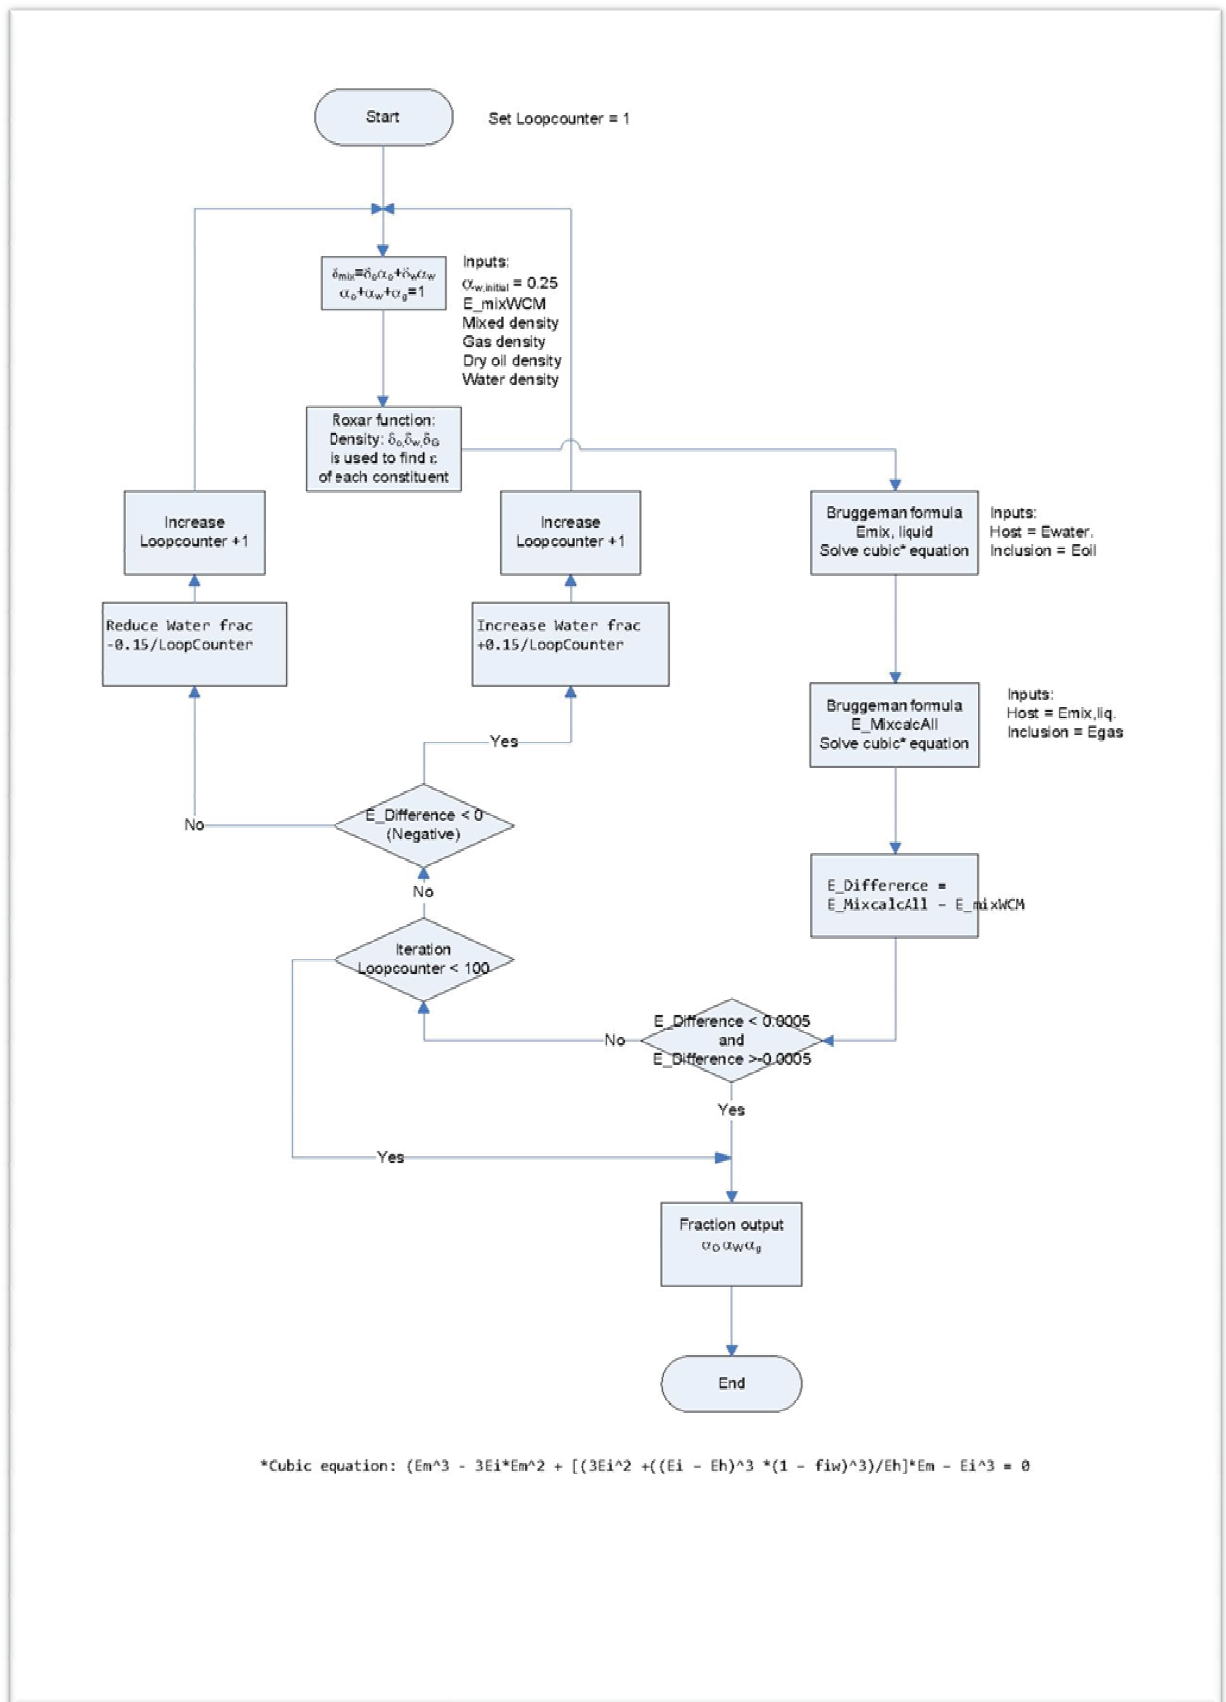 Start
Set Loopcounter = 1
δmix=δoαo+δwαw
αo+αw+αg=1
Inputs:
αw,initial = 0.25
E_mixWCM
Mixed density
Gas density
Dry oil density
Water density
Roxar function:
Density: δo,δw,δG
is used to find ε
of each constituent
Increase
Loopcounter +1
Increase
Loopcounter +1
Bruggeman formula
Emix, liquid
Solve cubic* equation
Inputs:
Host = Ewater.
Inclusion = Eoil
Reduce Water frac
-0.15/LoopCounter
Increase Water frac
+0.15/LoopCounter
Bruggeman formula
E_MixcalcAll
Solve cubic* equation
Inputs:
Host = Emix,liq.
Inclusion = Egas
Yes
E_Difference < 0
(Negative)
No
E_Difference =
E_MixcalcAll - E_mixWCM
No
Iteration
Loopcounter < 100
E_Difference < 0.0005
and
E_Difference >-0.0005
No
Yes
Yes
Fraction output
αO αW αg
End
*Cubic equation: (Em^3 - 3Ei*Em^2 + [(3Ei^2 +((Ei - Eh)^3 *(1 - fiw)^3)/Eh]*Em - Ei^3 = 0